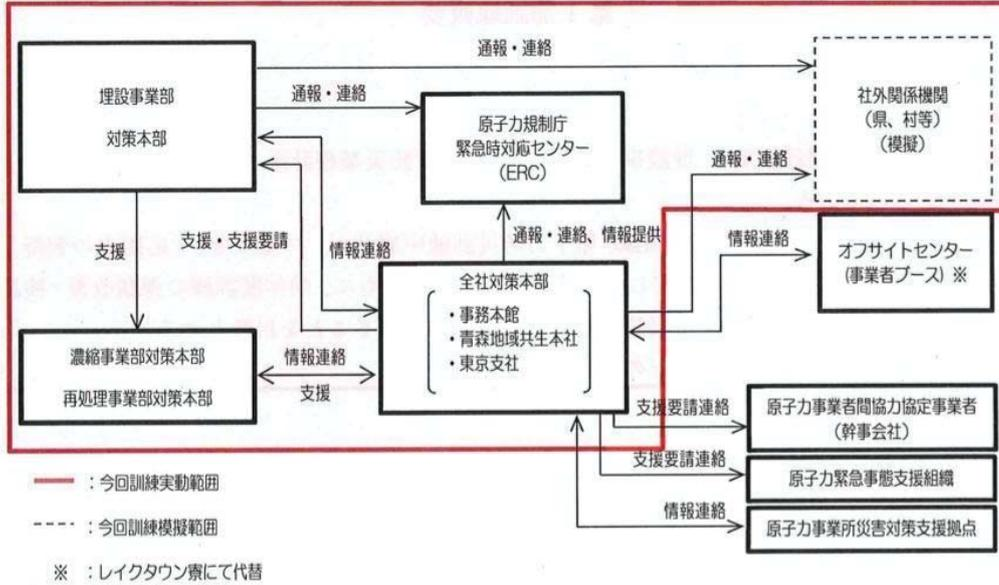 通報・連絡
埋設事業部
対策本部
通報・連絡
原子力規制庁
緊急時対応センター
(ERC)
社外関係機関
(県、村等)
(模擬)
通報・連絡
支援
支援・支援要請
情報連絡
通報・連絡、情報提供
情報連絡
オフサイトセンター
(事業者ブース) ※
全社対策本部
・事務本館
・青森地域共生本社
・東京支社
濃縮事業部対策本部
再処理事業部対策本部
情報連絡
支援
支援要請連絡
原子力事業者間協力協定事業者
(幹事会社)
支援要請連絡
原子力緊急事態支援組織
情報連絡
原子力事業所災害対策支援拠点
：今回訓練実動範囲
：今回訓練模擬範囲
※ ：レイクタウン寮にて代替